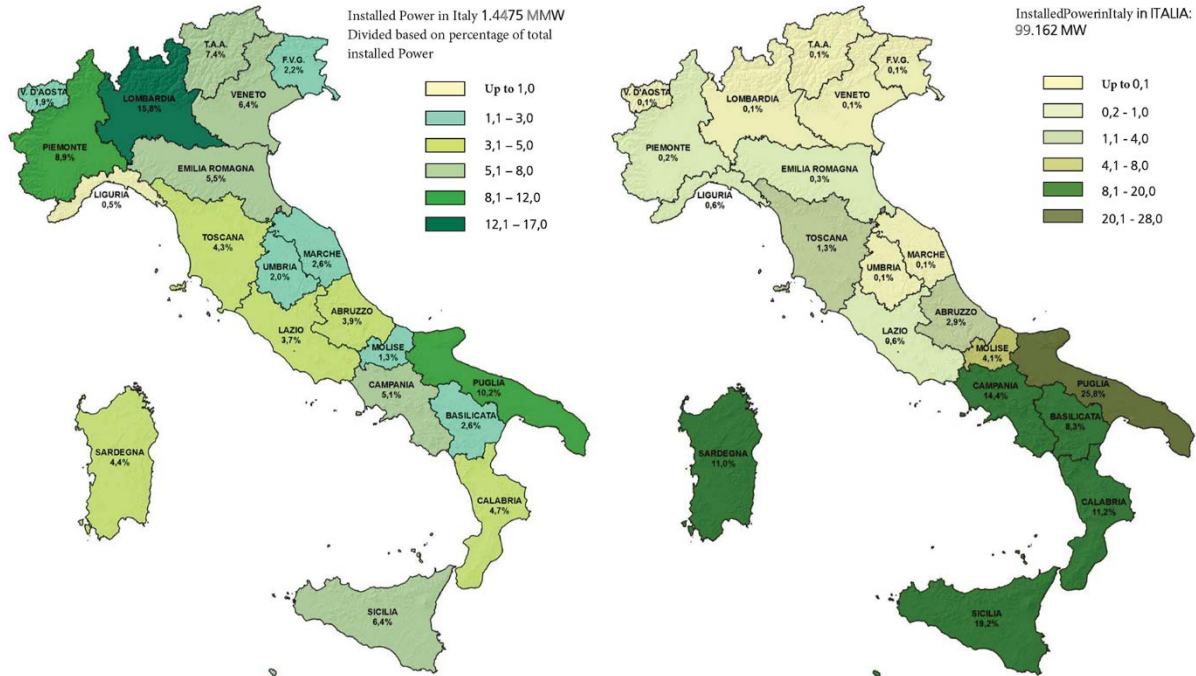 Installed Power in Italy 1.4475 MMW
Divided based on percentage of total
installed Power
Up to 1,0
1,1 – 3,0
3,1 – 5,0
5,1 – 8,0
8,1 – 12,0
12,1 – 17,0
T.A.A.
7,4%
F.V.G.
2,2%
V. D'AOSTA
1,9%
LOMBARDIA
15,8%
VENETO
6,4%
PIEMONTE
8,9%
EMILIA ROMAGNA
5,5%
LIGURIA
0,5%
TOSCANA
4,3%
MARCHE
2,6%
UMBRIA
2,0%
ABRUZZO
3,9%
LAZIO
3,7%
MOLISE
1,3%
CAMPANIA
5,1%
PUGLIA
10,2%
BASILICATA
2,6%
SARDEGNA
4,4%
CALABRIA
4,7%
SICILIA
6,4%
InstalledPowerinItaly in ITALIA:
99.162 MW
Up to 0,1
0,2 - 1,0
1,1 - 4,0
4,1 - 8,0
8,1 - 20,0
20,1 - 28,0
T.A.A.
0,1%
F.V.G.
0,1%
V. D'AOSTA
0,1%
LOMBARDIA
0,1%
VENETO
0,1%
PIEMONTE
0,2%
EMILIA ROMAGNA
0,3%
LIGURIA
0,6%
TOSCANA
1,3%
MARCHE
0,1%
UMBRIA
0,1%
ABRUZZO
2,9%
LAZIO
0,6%
MOLISE
4,1%
CAMPANIA
14,4%
PUGLIA
25,8%
BASILICATA
8,3%
SARDEGNA
11,0%
CALABRIA
11,2%
SICILIA
19,2%